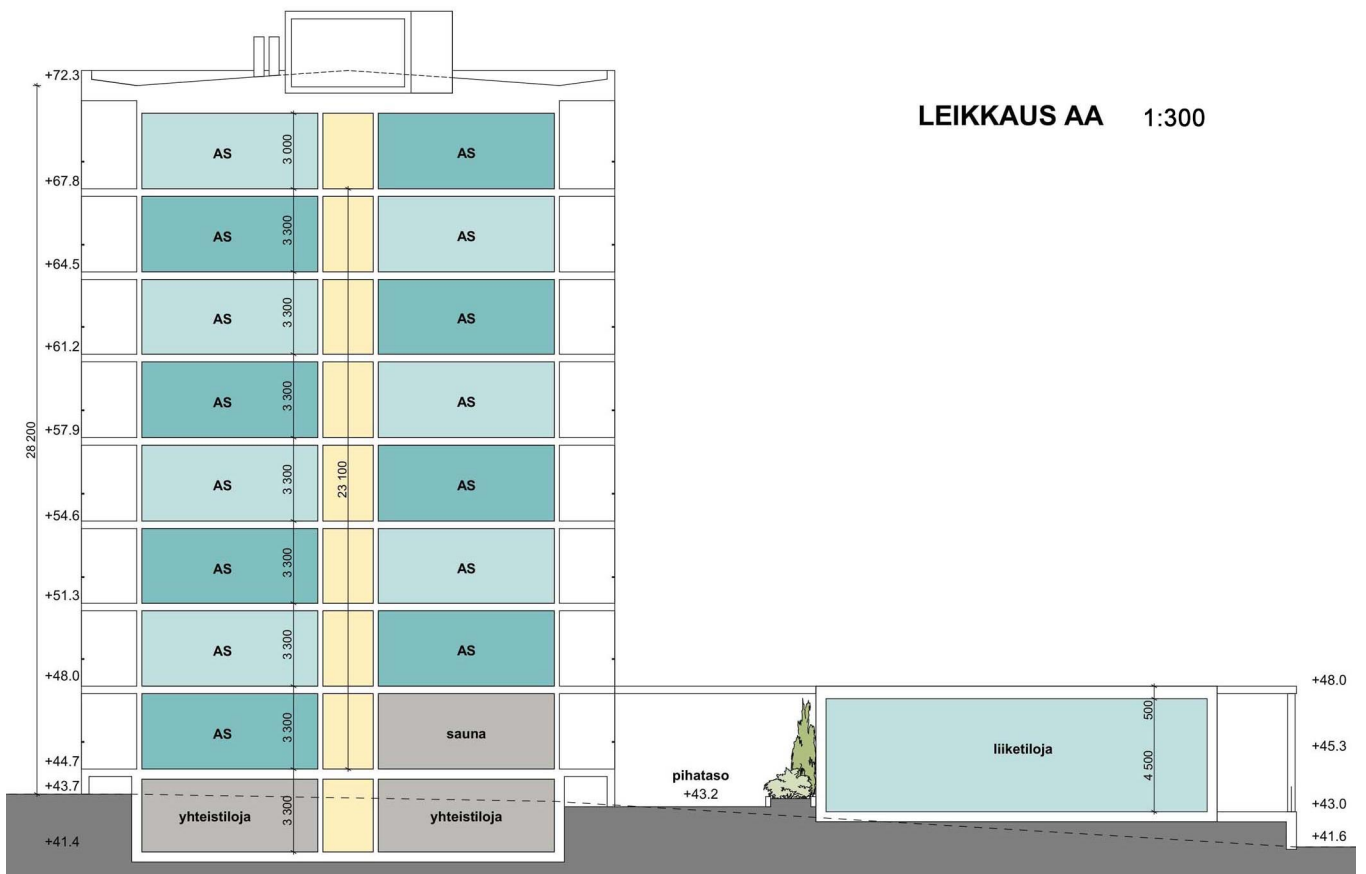 LEIKKAUS AA 1:300
+72.3
AS
3 000
AS
+67.8
AS
3 300
AS
+64.5
AS
3 300
AS
+61.2
AS
3 300
AS
+57.9
28 200
AS
3 300
23 100
AS
+54.6
AS
3 300
AS
+51.3
AS
3 300
AS
+48.0
+48.0
AS
3 300
sauna
500
liiketiloja
4 500
+45.3
+44.7
pihataso
+43.2
+43.7
yhteistiloja
3 300
yhteistiloja
+43.0
+41.4
+41.6